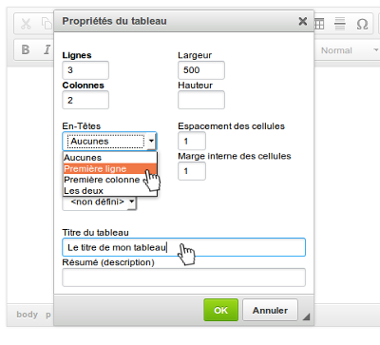 Propriétés du tableau
Lignes
Largeur
3
500
Colonnes
Hauteur
2
En-Têtes
Espacement des cellules
Aucunes
1
Aucunes
Marge interne des cellules
Première ligne
1
Première colonne
Les deux
<non défini>
Titre du tableau
Le titre de mon tableau
Résumé (description)
OK
Annuler
B I
Normal
body p